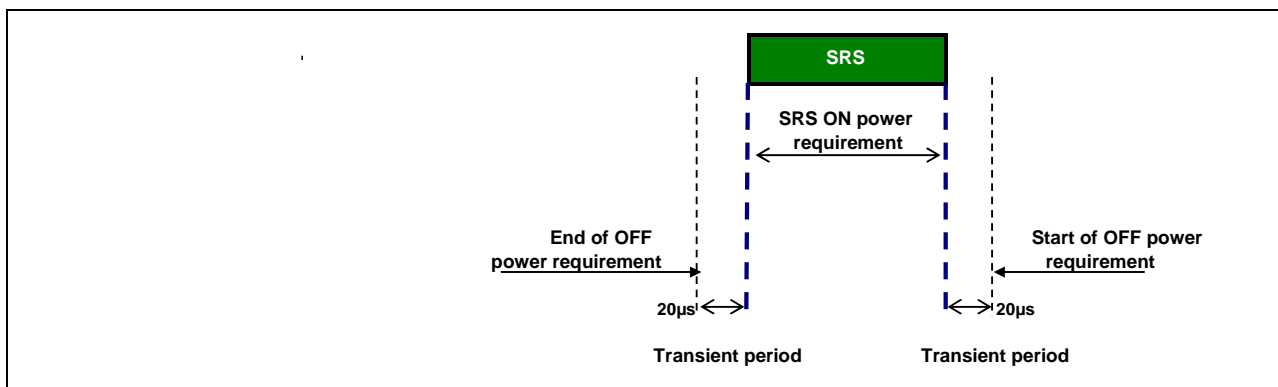 SRS
SRS ON power
requirement
End of OFF
power requirement
Start of OFF power
requirement
20µs
20µs
Transient period
Transient period